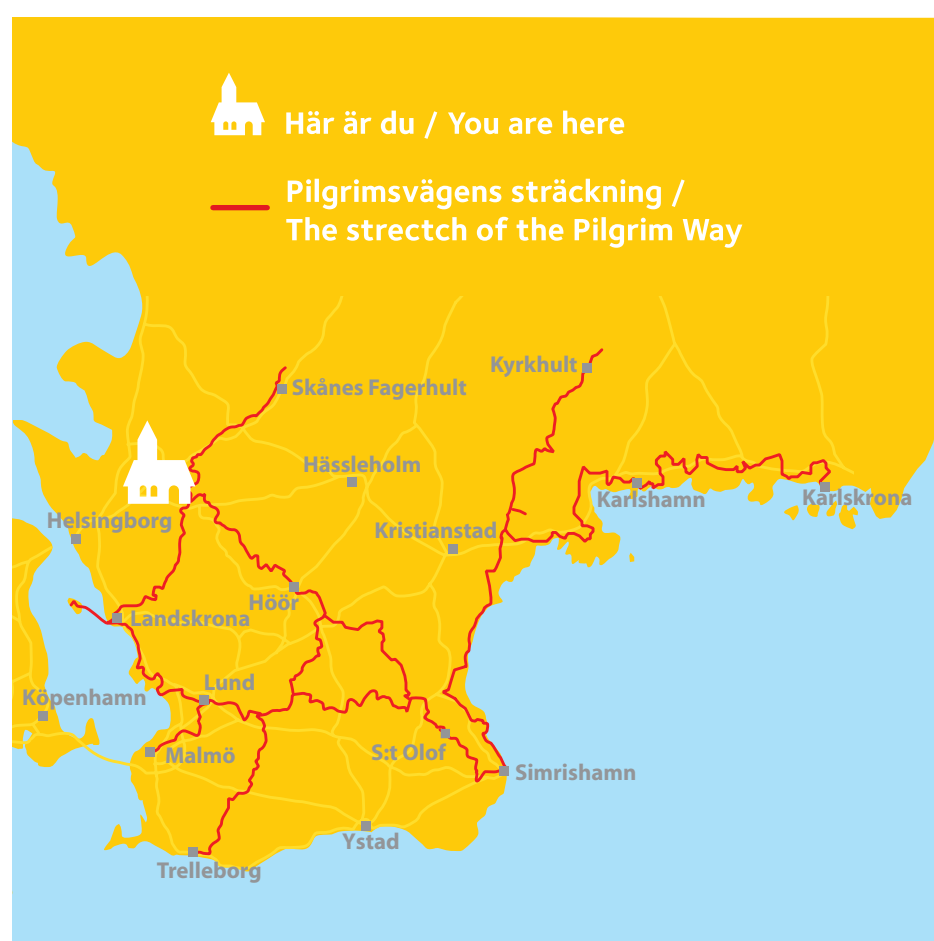 Här är du / You are here
Pilgrimsvägens sträckning /
The strectch of the Pilgrim Way
Kyrkhult
Skånes Fagerhult
Hässleholm
Karlshamn
Karlskrona
Helsingborg
Kristianstad
Höör
Landskrona
Lund
Köpenhamn
Malmö
S:t Olof
Simrishamn
Ystad
Trelleborg